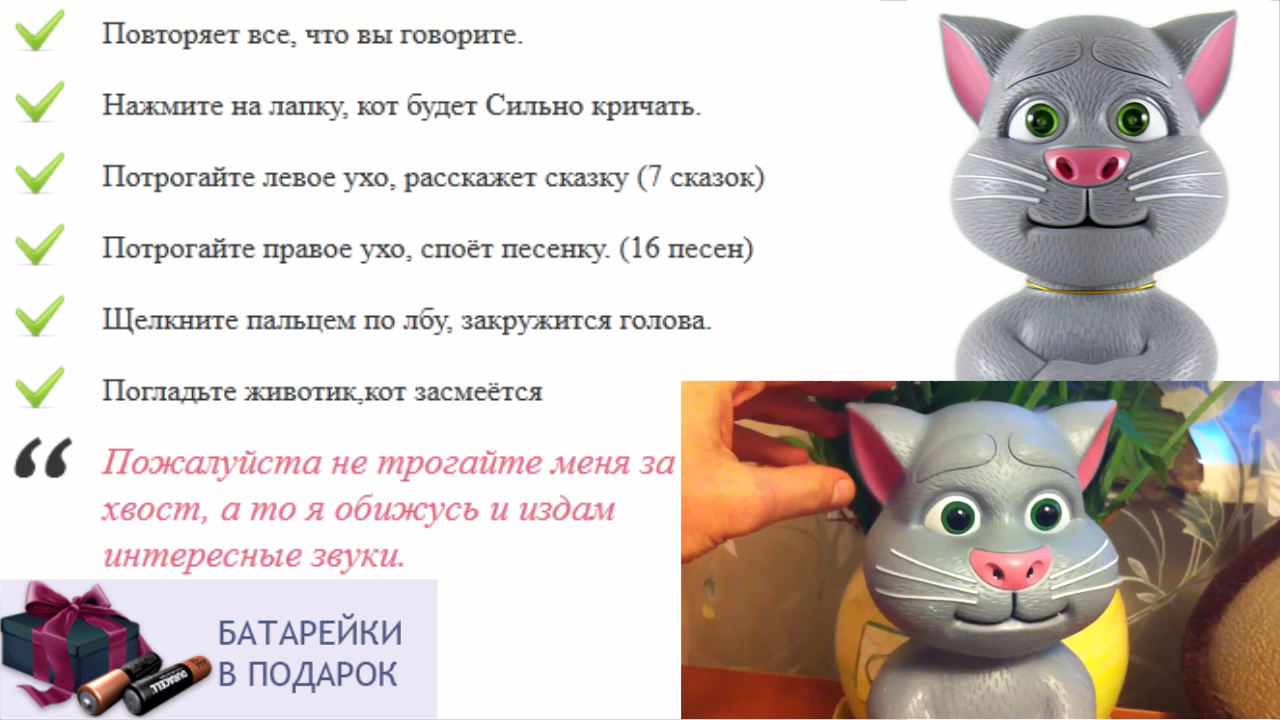 Повторяет все, что вы говорите.
Нажмите на лапку, кот будет Сильно кричать.
Потрогайте левое ухо, расскажет сказку (7 сказок)
Потрогайте правое ухо, споёт песенку. (16 песен)
Щелкните пальцем по лбу, закружится голова.
Погладьте животик,кот засмеётся
“ Пожалуйста не трогайте меня за
хвост, а то я обижусь и издам
интересные звуки.
БАТАРЕЙКИ
В ПОДАРОК
DURACELL